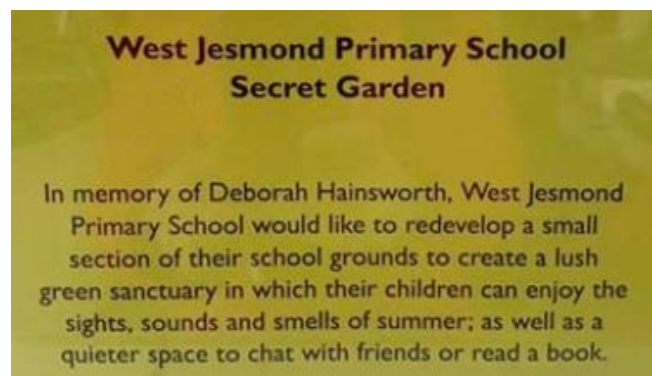 West Jesmond Primary School
Secret Garden
In memory of Deborah Hainsworth, West Jesmond
Primary School would like to redevelop a small
section of their school grounds to create a lush
green sanctuary in which their children can enjoy the
sights, sounds and smells of summer; as well as a
quieter space to chat with friends or read a book.